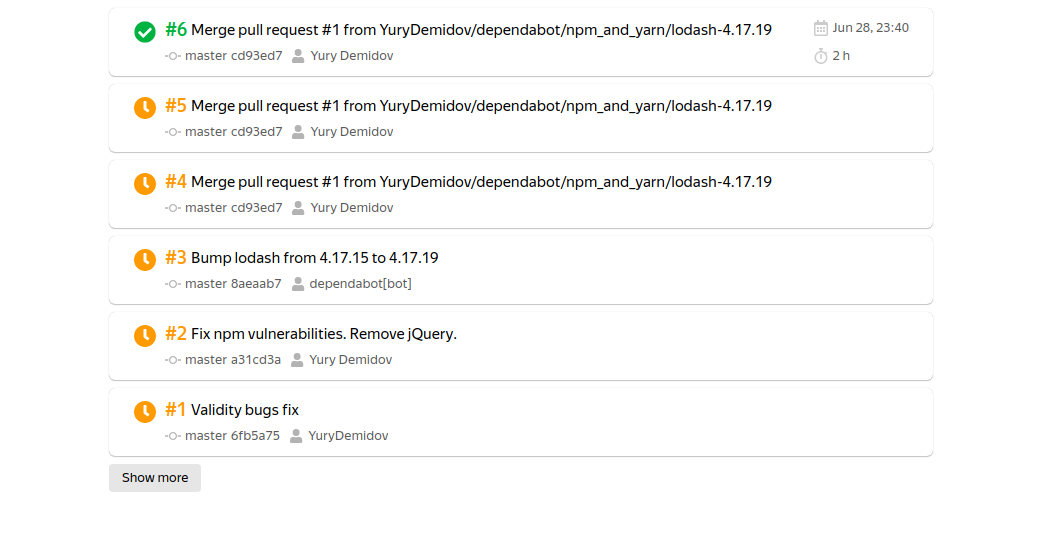 #6 Merge pull request #1 from YuryDemidov/dependabot/npm_and_yarn/lodash-4.17.19
Jun 28, 23:40
master cd93ed7 Yury Demidov
2 h
#5 Merge pull request #1 from YuryDemidov/dependabot/npm_and_yarn/lodash-4.17.19
master cd93ed7 Yury Demidov
#4 Merge pull request #1 from YuryDemidov/dependabot/npm_and_yarn/lodash-4.17.19
master cd93ed7 Yury Demidov
#3 Bump lodash from 4.17.15 to 4.17.19
master 8aeaab7 dependabot[bot]
#2 Fix npm vulnerabilities. Remove jQuery.
master a31cd3a Yury Demidov
#1 Validity bugs fix
master 6fb5a75 YuryDemidov
Show more